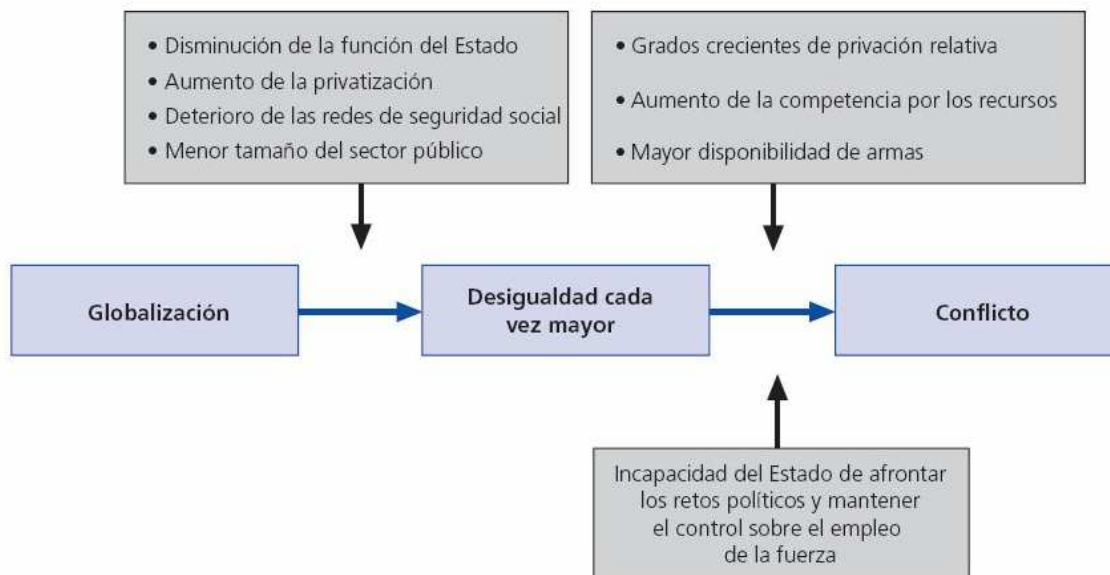 • Disminución de la función del Estado
• Aumento de la privatización
• Deterioro de las redes de seguridad social
• Menor tamaño del sector público
• Grados crecientes de privación relativa
• Aumento de la competencia por los recursos
• Mayor disponibilidad de armas
Globalización
Desigualdad cada
vez mayor
Conflicto
Incapacidad del Estado de afrontar
los retos políticos y mantener
el control sobre el empleo
de la fuerza